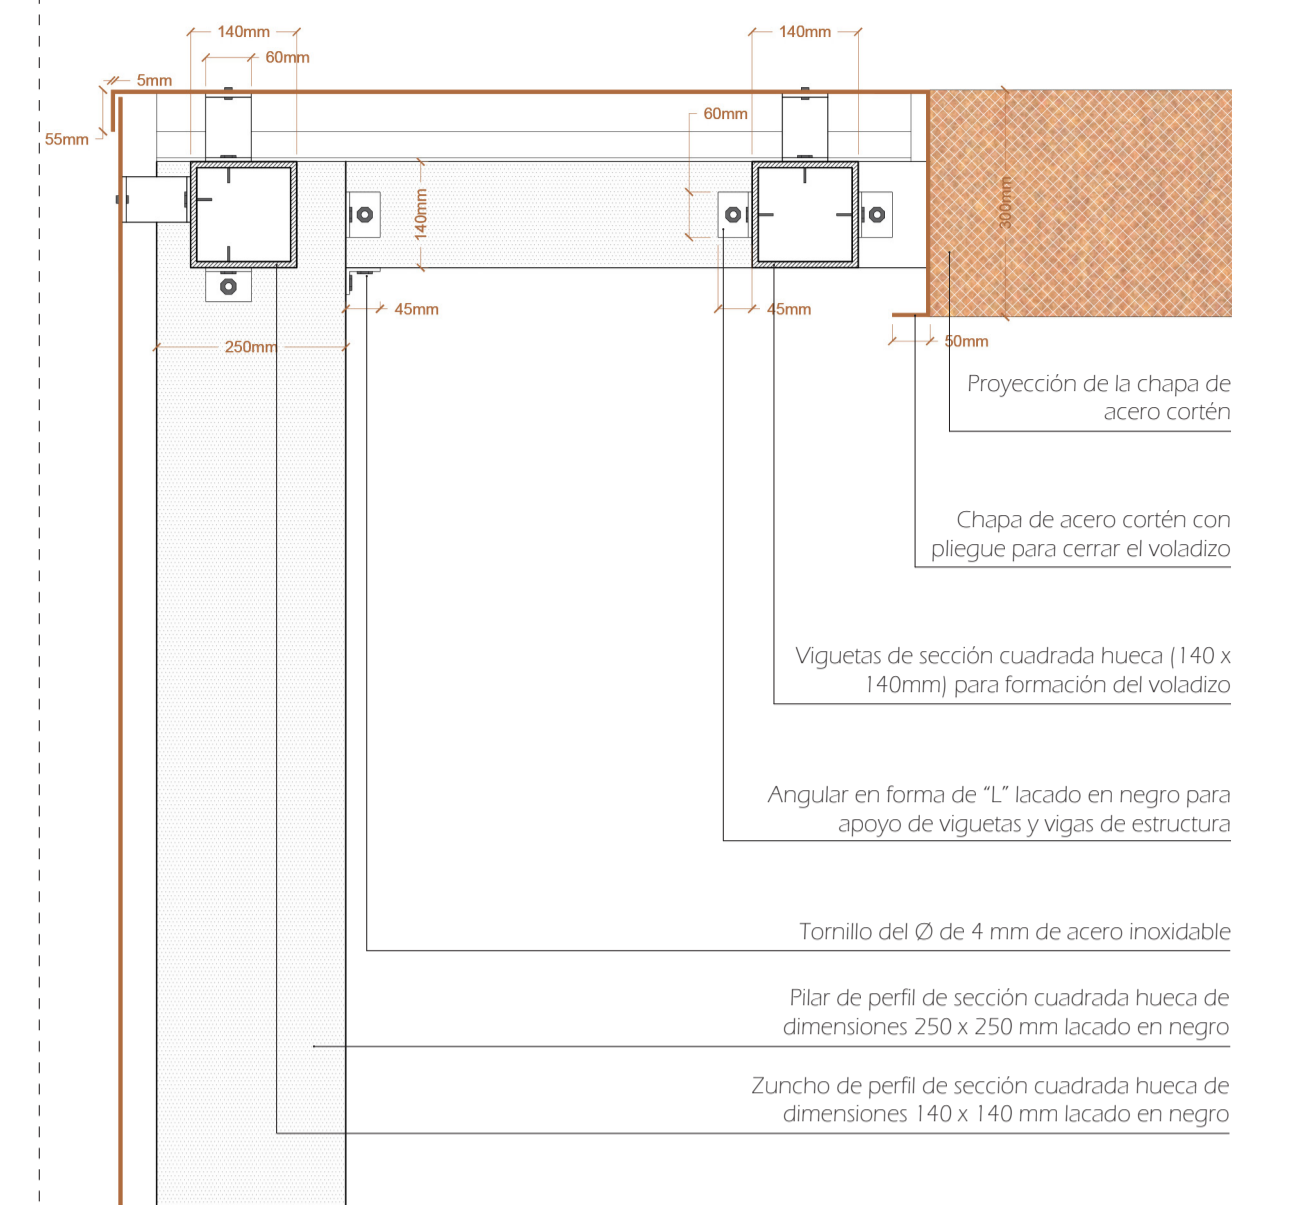 140mm
140mm
60mm
5mm
60mm
55mm
140mm
300mm
45mm
45mm
250mm
50mm
Proyección de la chapa de
acero cortén
Chapa de acero cortén con
pliegue para cerrar el voladizo
Viguetas de sección cuadrada hueca (140 x
140mm) para formación del voladizo
Angular en forma de “L” lacado en negro para
apoyo de viguetas y vigas de estructura
Tornillo del Ø de 4 mm de acero inoxidable
Pilar de perfil de sección cuadrada hueca de
dimensiones 250 x 250 mm lacado en negro
Zuncho de perfil de sección cuadrada hueca de
dimensiones 140 x 140 mm lacado en negro